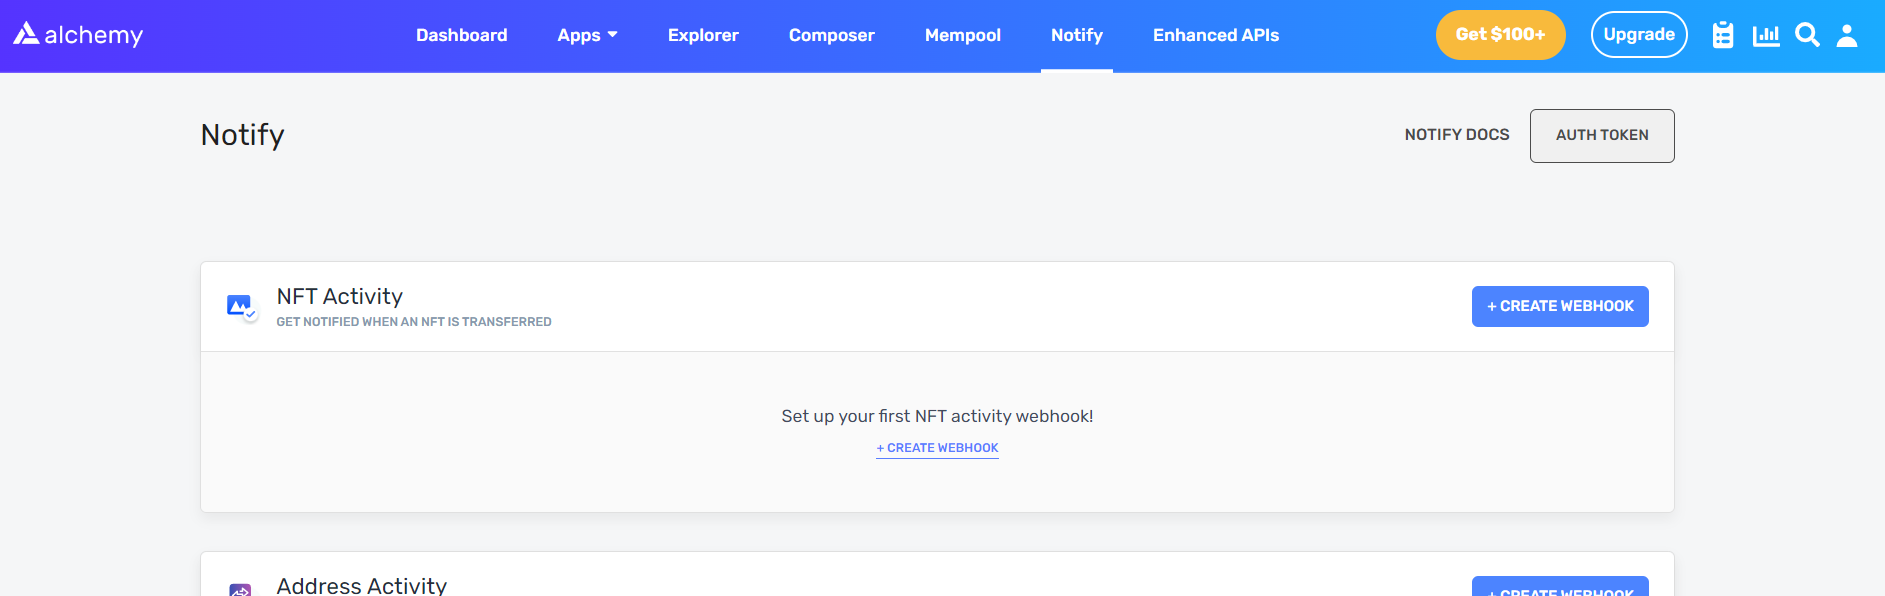 alchemy
Dashboard Apps Explorer Composer Mempool Notify Enhanced APIs Get $100+ Upgrade
Notify
NOTIFY DOCS AUTH TOKEN
NFT Activity
GET NOTIFIED WHEN AN NFT IS TRANSFERRED
+ CREATE WEBHOOK
Set up your first NFT activity webhook!
+ CREATE WEBHOOK
Address Activity
+ CREATE WEBHOOK